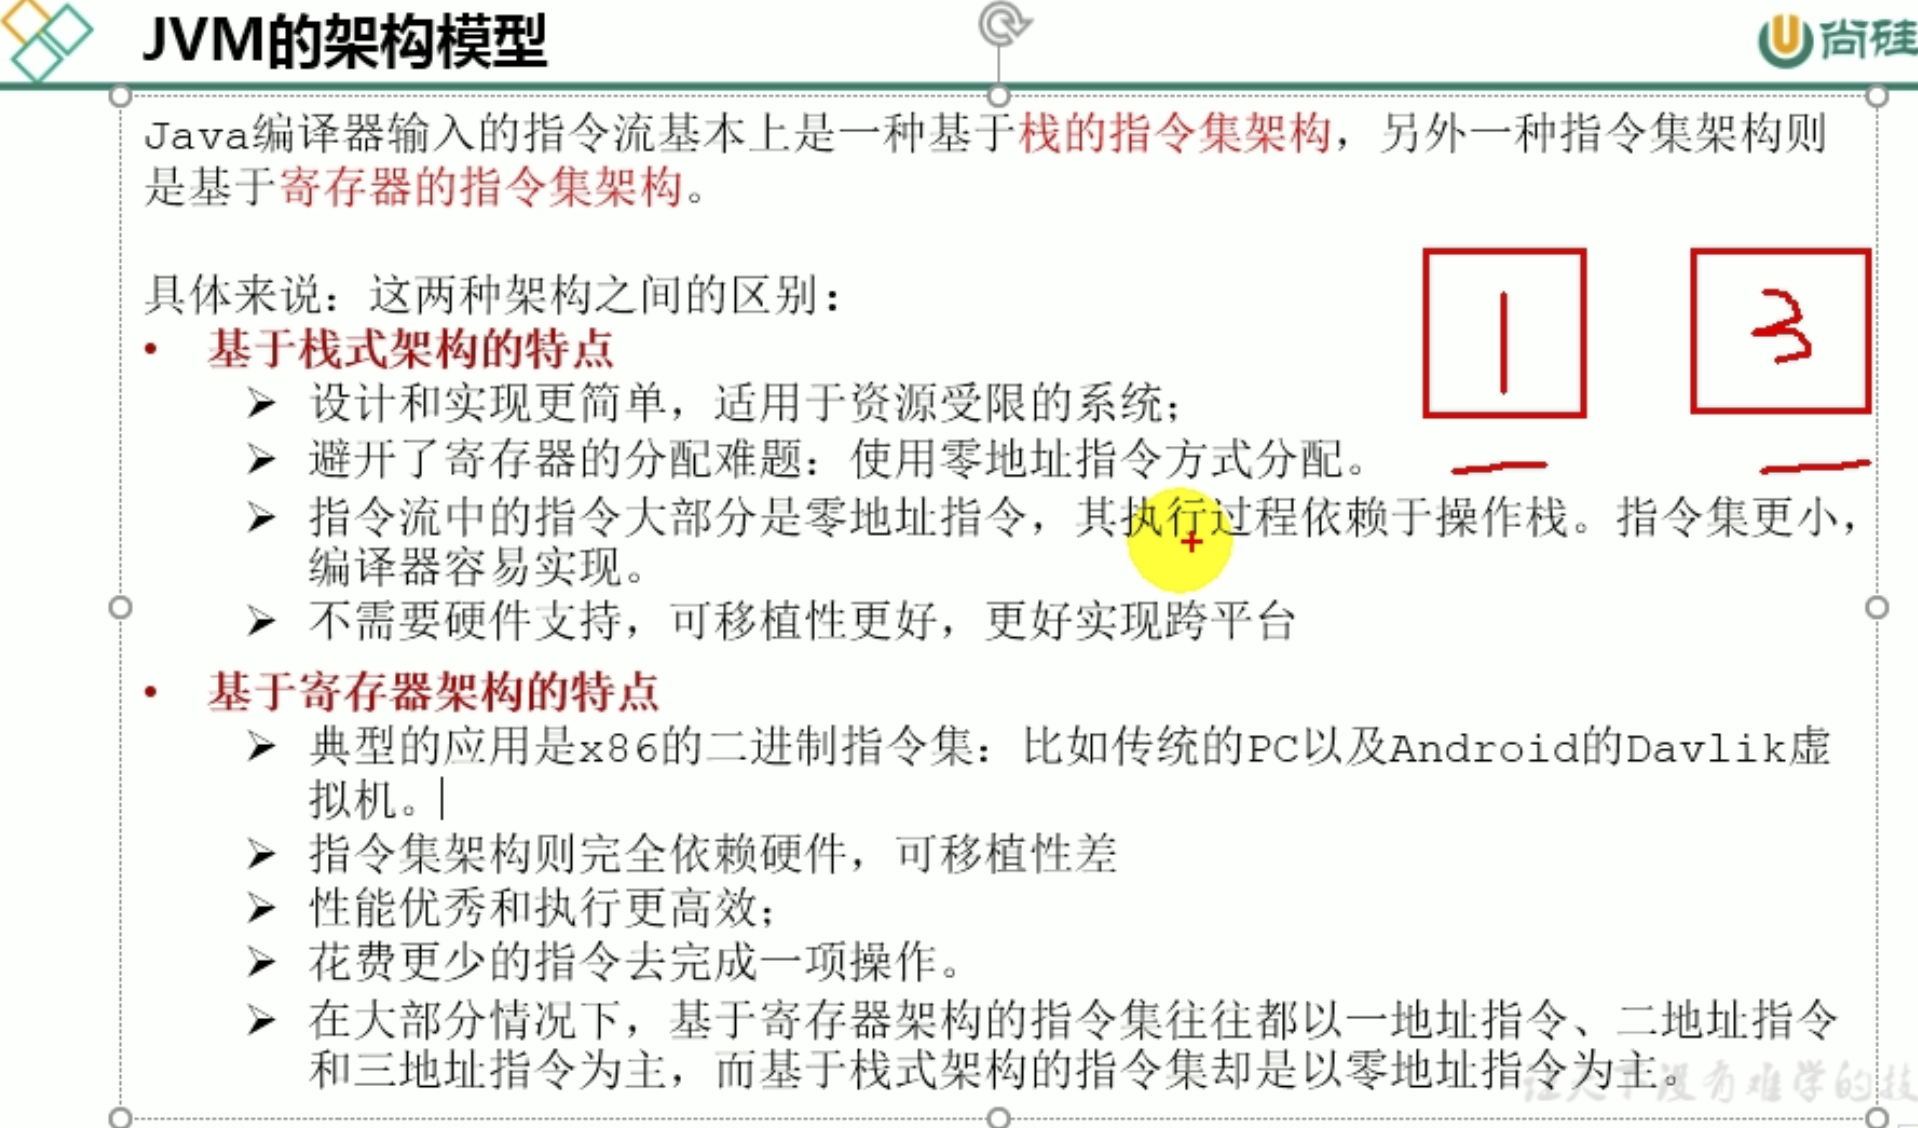 JVM的架构模型
尚硅
Java编译器输入的指令流基本上是一种基于栈的指令集架构，另外一种指令集架构则
是基于寄存器的指令集架构。
具体来说：这两种架构之间的区别：
1 3
• 基于栈式架构的特点
➢ 设计和实现更简单，适用于资源受限的系统；
➢ 避开了寄存器的分配难题：使用零地址指令方式分配。
➢ 指令流中的指令大部分是零地址指令，其执行过程依赖于操作栈。指令集更小，
编译器容易实现。
➢ 不需要硬件支持，可移植性更好，更好实现跨平台
• 基于寄存器架构的特点
➢ 典型的应用是x86的二进制指令集：比如传统的PC以及Android的Davlik虚
拟机。
➢ 指令集架构则完全依赖硬件，可移植性差
➢ 性能优秀和执行更高效；
➢ 花费更少的指令去完成一项操作。
➢ 在大部分情况下，基于寄存器架构的指令集往往都以一地址指令、二地址指令
和三地址指令为主，而基于栈式架构的指令集却是以零地址指令为主。
天下没有难学的技